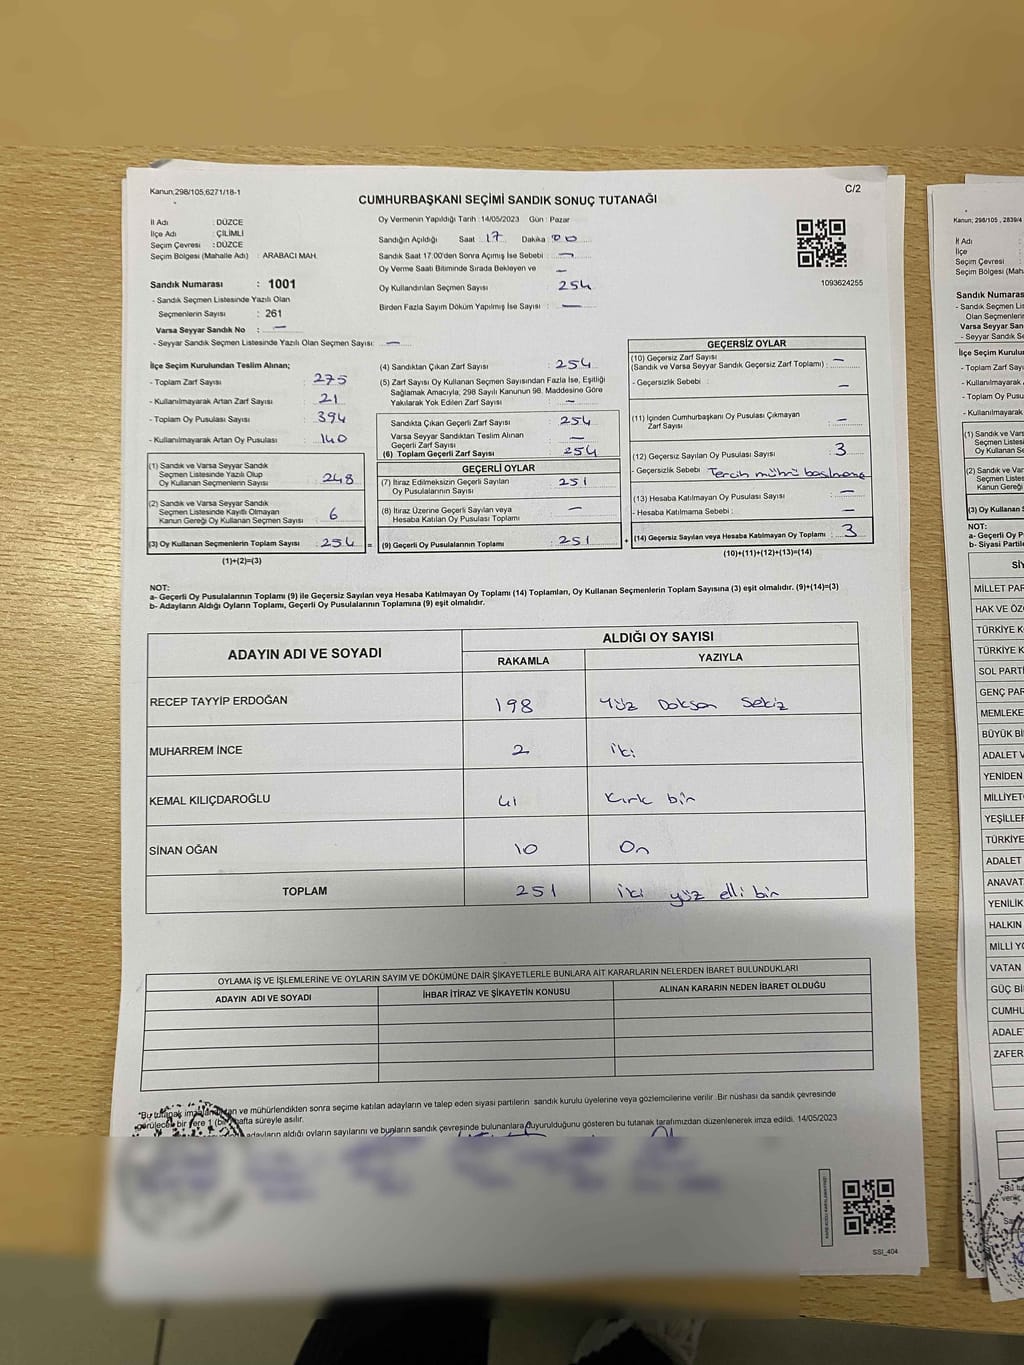 Kanun;298/105,6271/18-1
C/2
CUMHURBAŞKANI SEÇİMİ SANDIK SONUÇ TUTANAĞI
İl Adı : DÜZCE
İlçe Adı : ÇİLİMLİ
Seçim Çevresi : DÜZCE
Seçim Bölgesi (Mahalle Adı) : ARABACI MAH.
Sandık Numarası : 1001
- Sandık Seçmen Listesinde Yazılı Olan
Seçmenlerin Sayısı : 261
Varsa Seyyar Sandık No : —
- Seyyar Sandık Seçmen Listesinde Yazılı Olan Seçmen Sayısı: —
Oy Vermenin Yapıldığı Tarih :14/05/2023 Gün : Pazar
Sandığın Açıldığı Saat 17 Dakika 00
Sandık Saat 17:00'den Sonra Açımış İse Sebebi : —
Oy Verme Saati Bitiminde Sırada Bekleyen ve —
Oy Kullandırılan Seçmen Sayısı : 254
Birden Fazla Sayım Döküm Yapılmış İse Sayısı : —
1093624255
İlçe Seçim Kurulundan Teslim Alınan;
- Toplam Zarf Sayısı : 275
- Kullanılmayarak Artan Zarf Sayısı : 21
- Toplam Oy Pusulası Sayısı : 394
- Kullanılmayarak Artan Oy Pusulası : 140
(1) Sandık ve Varsa Seyyar Sandık
Seçmen Listesinde Yazılı Olup
Oy Kullanan Seçmenlerin Sayısı : 248
(2) Sandık ve Varsa Seyyar Sandık
Seçmen Listesinde Kayıtlı Olmayan
Kanun Gereği Oy Kullanan Seçmen Sayısı : 6
(3) Oy Kullanan Seçmenlerin Toplam Sayısı : 254 =
(1)+(2)=(3)
(4) Sandıktan Çıkan Zarf Sayısı : 254
(5) Zarf Sayısı Oy Kullanan Seçmen Sayısından Fazla İse, Eşitliği
Sağlamak Amacıyla; 298 Sayılı Kanunun 98. Maddesine Göre
Yakılarak Yok Edilen Zarf Sayısı : —
Sandıkta Çıkan Geçerli Zarf Sayısı : 254
Varsa Seyyar Sandıktan Teslim Alınan
Geçerli Zarf Sayısı : —
(6) Toplam Geçerli Zarf Sayısı : 254
GEÇERLİ OYLAR
(7) İtiraz Edilmeksizin Geçerli Sayılan
Oy Pusulalarının Sayısı : 251
(8) İtiraz Üzerine Geçerli Sayılan veya
Hesaba Katılan Oy Pusulası Toplamı : —
(9) Geçerli Oy Pusulalarının Toplamı : 251 +
GEÇERSİZ OYLAR
(10) Geçersiz Zarf Sayısı
(Sandık ve Varsa Seyyar Sandık Geçersiz Zarf Toplamı) : —
- Geçersizlik Sebebi : —
(11) İçinden Cumhurbaşkanı Oy Pusulası Çıkmayan
Zarf Sayısı : —
(12) Geçersiz Sayılan Oy Pusulası Sayısı : 3
- Geçersizlik Sebebi : Tercih mührü
(13) Hesaba Katılmayan Oy Pusulası Sayısı : —
- Hesaba Katılmama Sebebi : —
(14) Geçersiz Sayılan veya Hesaba Katılmayan Oy Toplamı : 3
(10)+(11)+(12)+(13)=(14)
NOT:
a- Geçerli Oy Pusulalarının Toplamı (9) ile Geçersiz Sayılan veya Hesaba Katılmayan Oy Toplamı (14) Toplamları, Oy Kullanan Seçmenlerin Toplam Sayısına (3) eşit olmalıdır. (9)+(14)=(3)
b- Adayların Aldığı Oyların Toplamı, Geçerli Oy Pusulalarının Toplamına (9) eşit olmalıdır.
ADAYIN ADI VE SOYADI
ALDIĞI OY SAYISI
RAKAMLA YAZIYLA
RECEP TAYYİP ERDOĞAN 198 Yüz Doksan Sekiz
MUHARREM İNCE 2 iki
KEMAL KILIÇDAROĞLU 41 Kırk bir
SİNAN OĞAN 10 On
TOPLAM 251 iki yüz elli bir
OYLAMA İŞ VE İŞLEMLERİNE VE OYLARIN SAYIM VE DÖKÜMÜNE DAİR ŞİKAYETLERLE BUNLARA AİT KARARLARIN NELERDEN İBARET BULUNDUKLARI
ADAYIN ADI VE SOYADI İHBAR İTİRAZ VE ŞİKAYETİN KONUSU ALINAN KARARIN NEDEN İBARET OLDUĞU
*Bu tutanak ve mühürlendikten sonra seçime katılan adayların ve talep eden siyasi partilerin sandık kurulu üyelerine veya gözlemcilerine verilir .Bir nüshası da sandık çevresinde
görülecek bir yere 1 (bir) hafta süreyle asılır.
adayların aldığı oyların sayılarını ve bunların sandık çevresinde bulunanlara duyurulduğunu gösteren bu tutanak tarafımızdan düzenlenerek imza edildi. 14/05/2023
SSİ_404
Kanun; 298/105 , 2839/4
İl Adı
İlçe
Seçim Çevresi
Seçim Bölgesi (Mah
Sandık Numaras
- Sandık Seçmen Lis
Olan Seçmenlerin
Varsa Seyyar San
- Seyyar Sandık Se
İlçe Seçim Kurulund
- Toplam Zarf Sayıs
- Kullanılmayarak A
- Toplam Oy Pusula
- Kullanılmayarak
(1) Sandık ve Varsa
Seçmen Listesind
Oy Kullanan Se
(2) Sandık ve Varsa
Seçmen Listesin
Kanun Gereği
(3) Oy Kullanan S
NOT:
a- Geçerli Oy P
b- Siyasi Partile
SİY
MİLLET PAR
HAK VE ÖZ
TÜRKİYE K
TÜRKİYE K
SOL PARTİ
GENÇ PAR
MEMLEKE
BÜYÜK Bİ
ADALET V
YENİDEN
MİLLİYET
YEŞİLLER
TÜRKİYE
ADALET
ANAVAT
YENİLİK
HALKIN
MİLLİ YO
VATAN
GÜÇ Bİ
CUMHU
ADALE
ZAFER